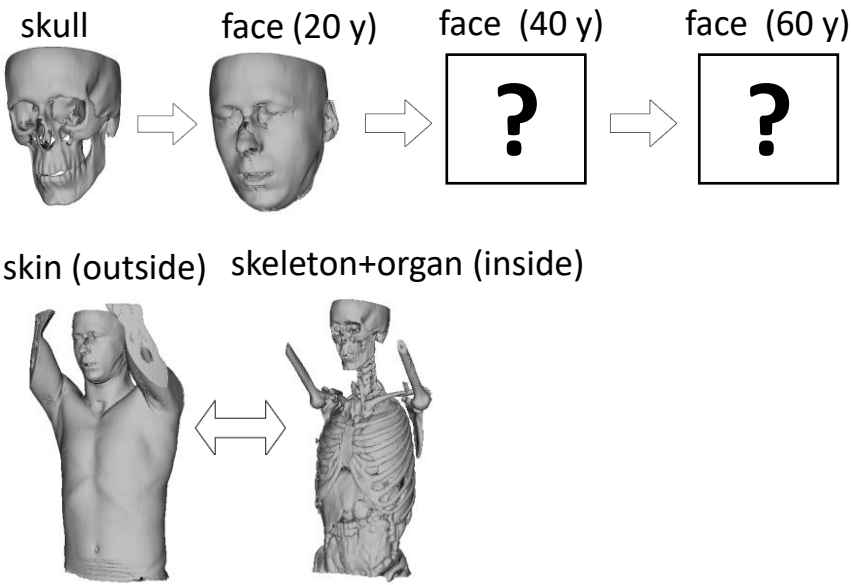 skull
face (20 y)
face (40 y)
face (60 y)
?
?
skin (outside)
skeleton+organ (inside)